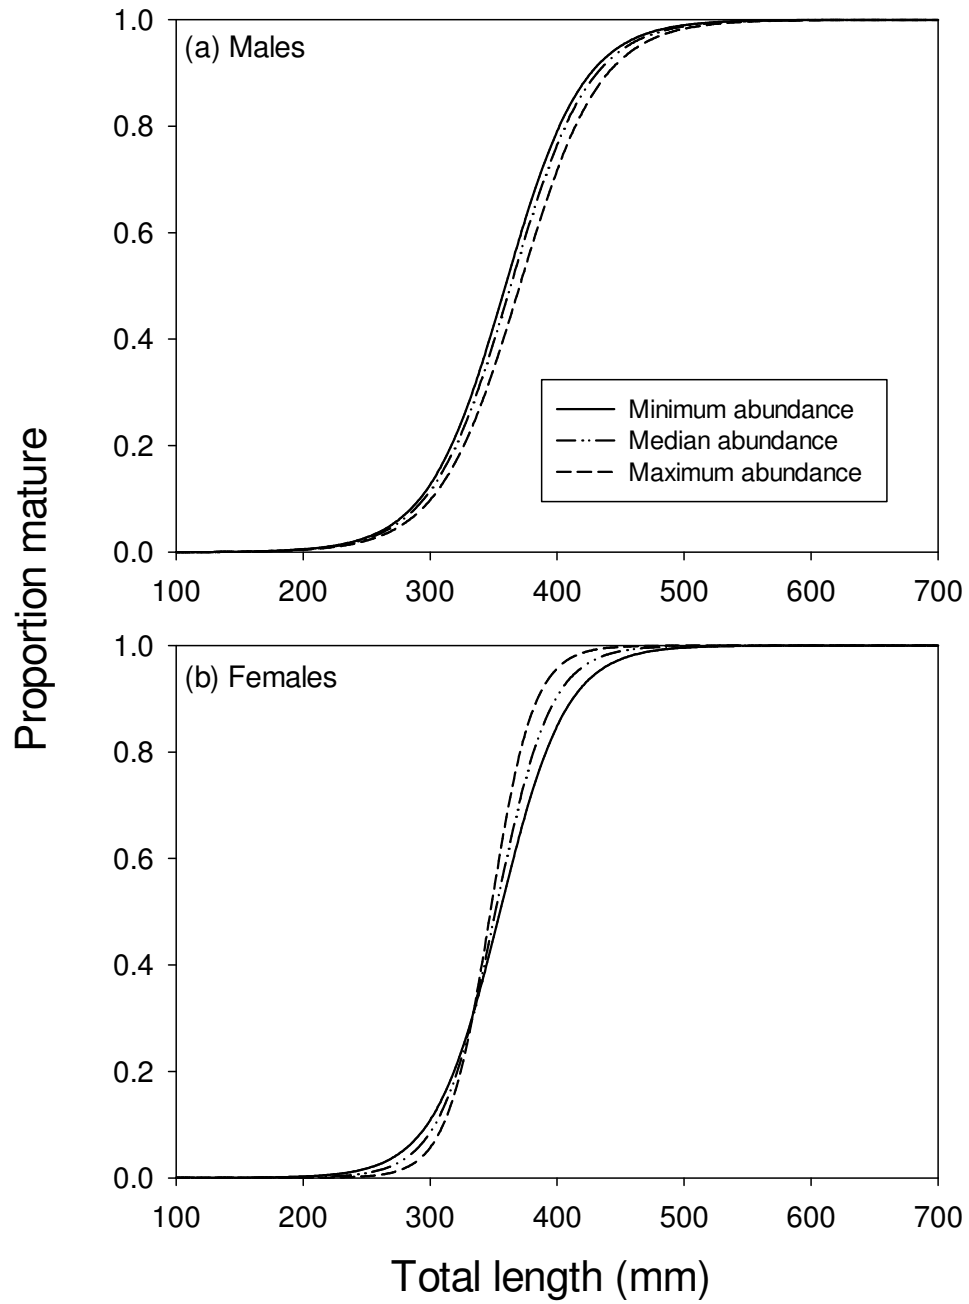 1.0
(a) Males
0.8
0.6
0.4
Minimum abundance
Median abundance
Maximum abundance
0.2
0.0
100 200 300 400 500 600 700
Proportion mature
1.0
(b) Females
0.8
0.6
0.4
0.2
0.0
100 200 300 400 500 600 700
Total length (mm)